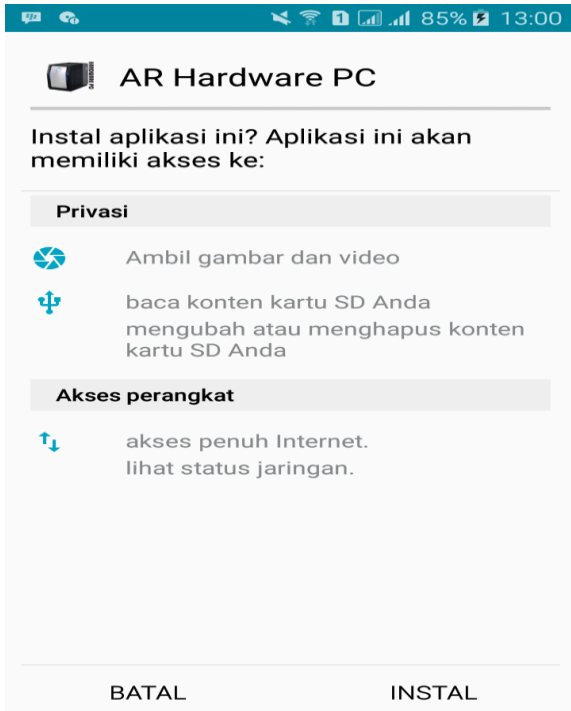 1 85% 13:00
AR Hardware PC
Instal aplikasi ini? Aplikasi ini akan
memiliki akses ke:
Privasi
Ambil gambar dan video
baca konten kartu SD Anda
mengubah atau menghapus konten
kartu SD Anda
Akses perangkat
akses penuh Internet.
lihat status jaringan.
BATAL INSTAL